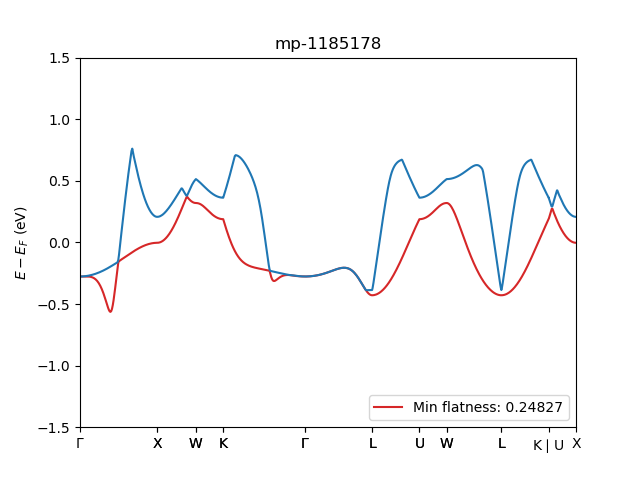 mp-1185178
E − E_F (eV)
1.5
1.0
0.5
0.0
−0.5
−1.0
−1.5
Min flatness: 0.24827
Γ X W K Γ L U W L K | U X